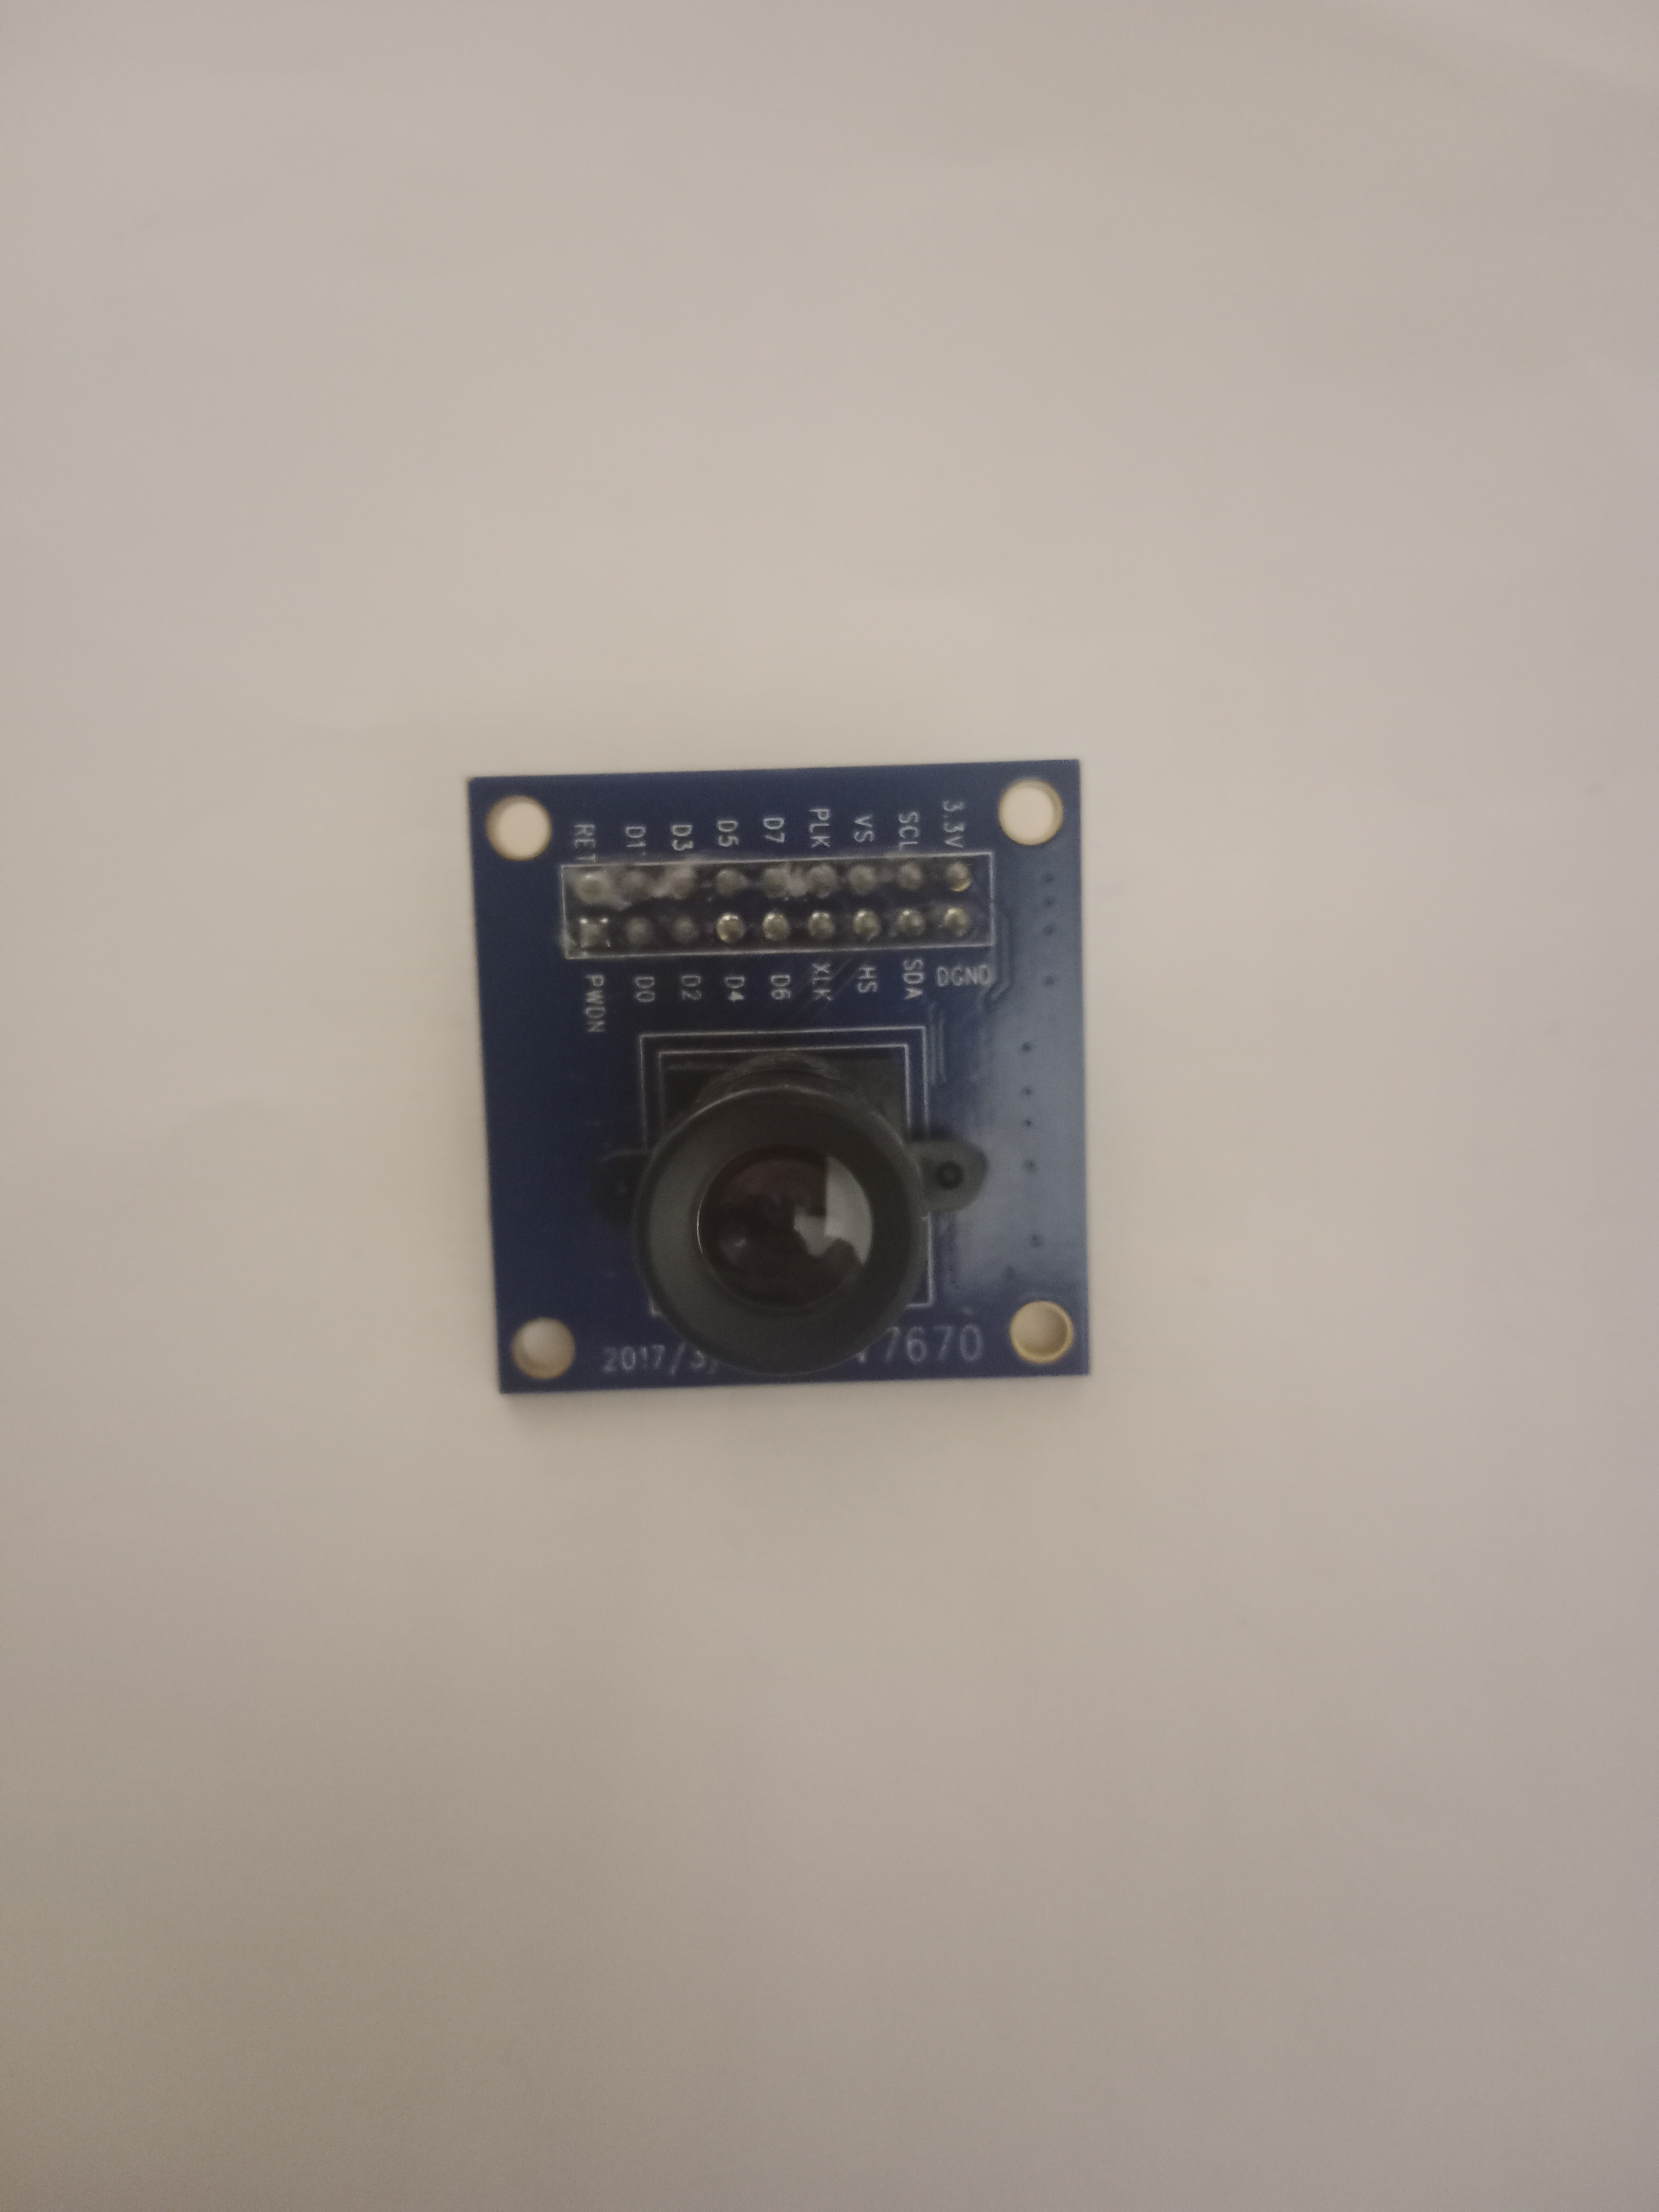 RET D1 D3 D5 D7 PLK VS SCL 3.3V
PWDN D0 D2 D4 D6 XLK HS SDA DGND
2017/3/ 7670